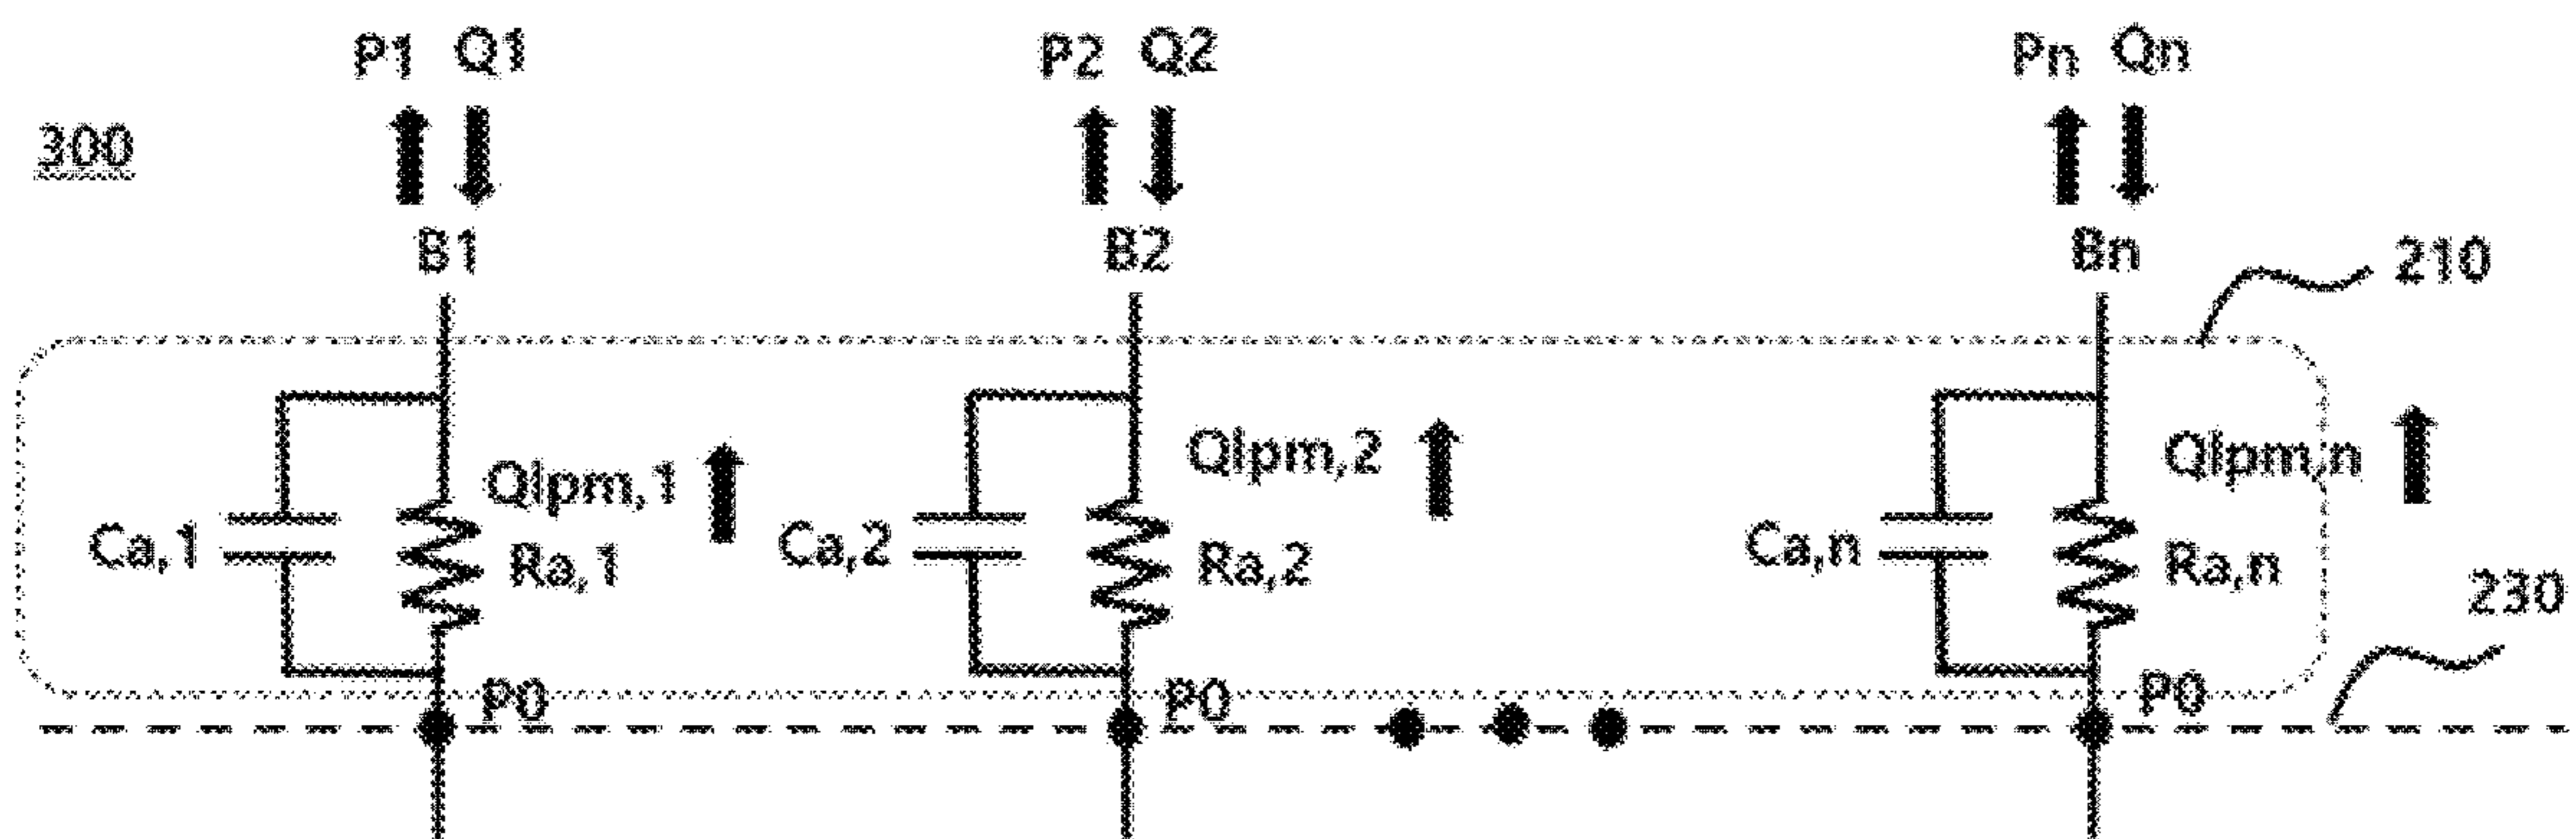 P1 Q1 P2 Q2 Pn Qn
300
B1 B2 Bn
210
Qlpm,1 Qlpm,2 Qlpm,n
Ca,1 Ra,1 Ca,2 Ra,2 Ca,n Ra,n
230
P0 P0 P0